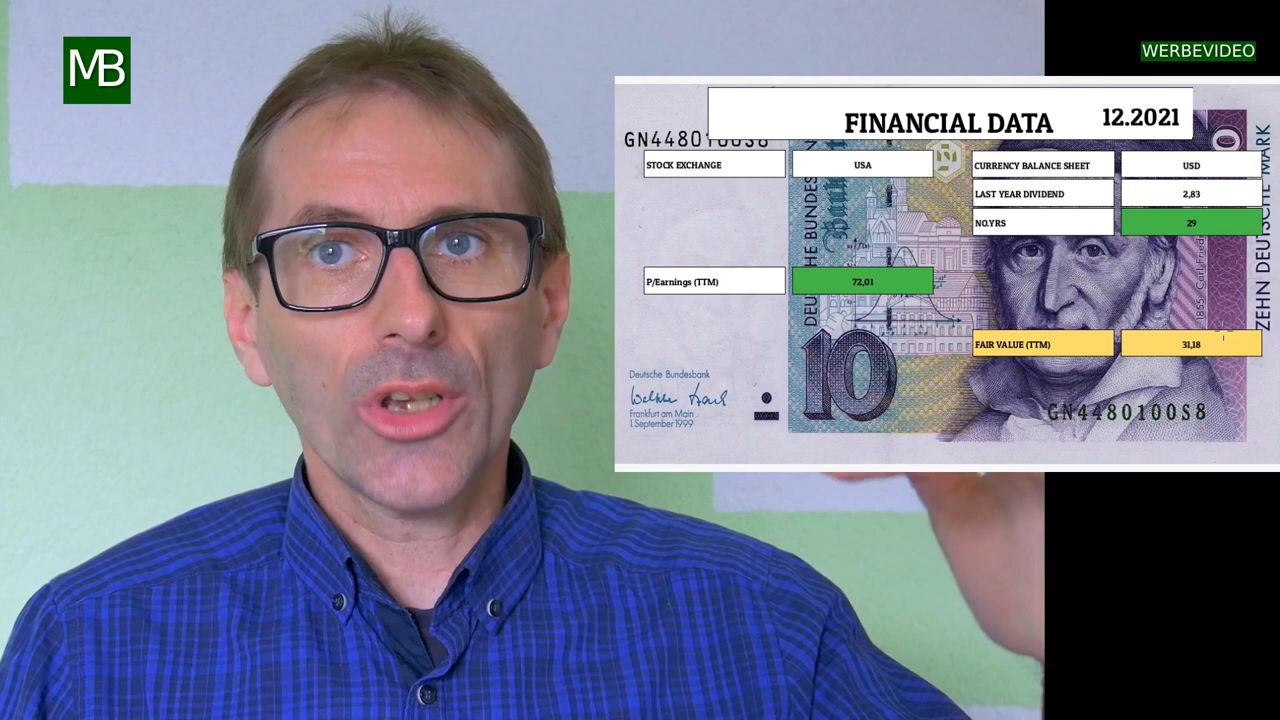 MB
WERBEVIDEO
FINANCIAL DATA 12.2021
GN4480100S8
STOCK EXCHANGE USA
CURRENCY BALANCE SHEET USD
LAST YEAR DIVIDEND 2,83
NO.YRS 29
P/Earnings (TTM) 72,01
FAIR VALUE (TTM) 31,18
10
Deutsche Bundesbank
Frankfurt am Main
1.September 1999
GN4480100S8
ZEHN DEUTSCHE MARK